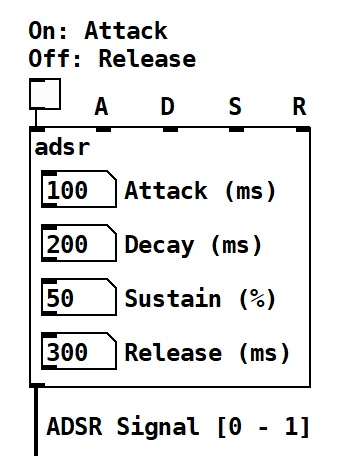 On: Attack
Off: Release
A D S R
adsr
100 Attack (ms)
200 Decay (ms)
50 Sustain (%)
300 Release (ms)
ADSR Signal [0 - 1]